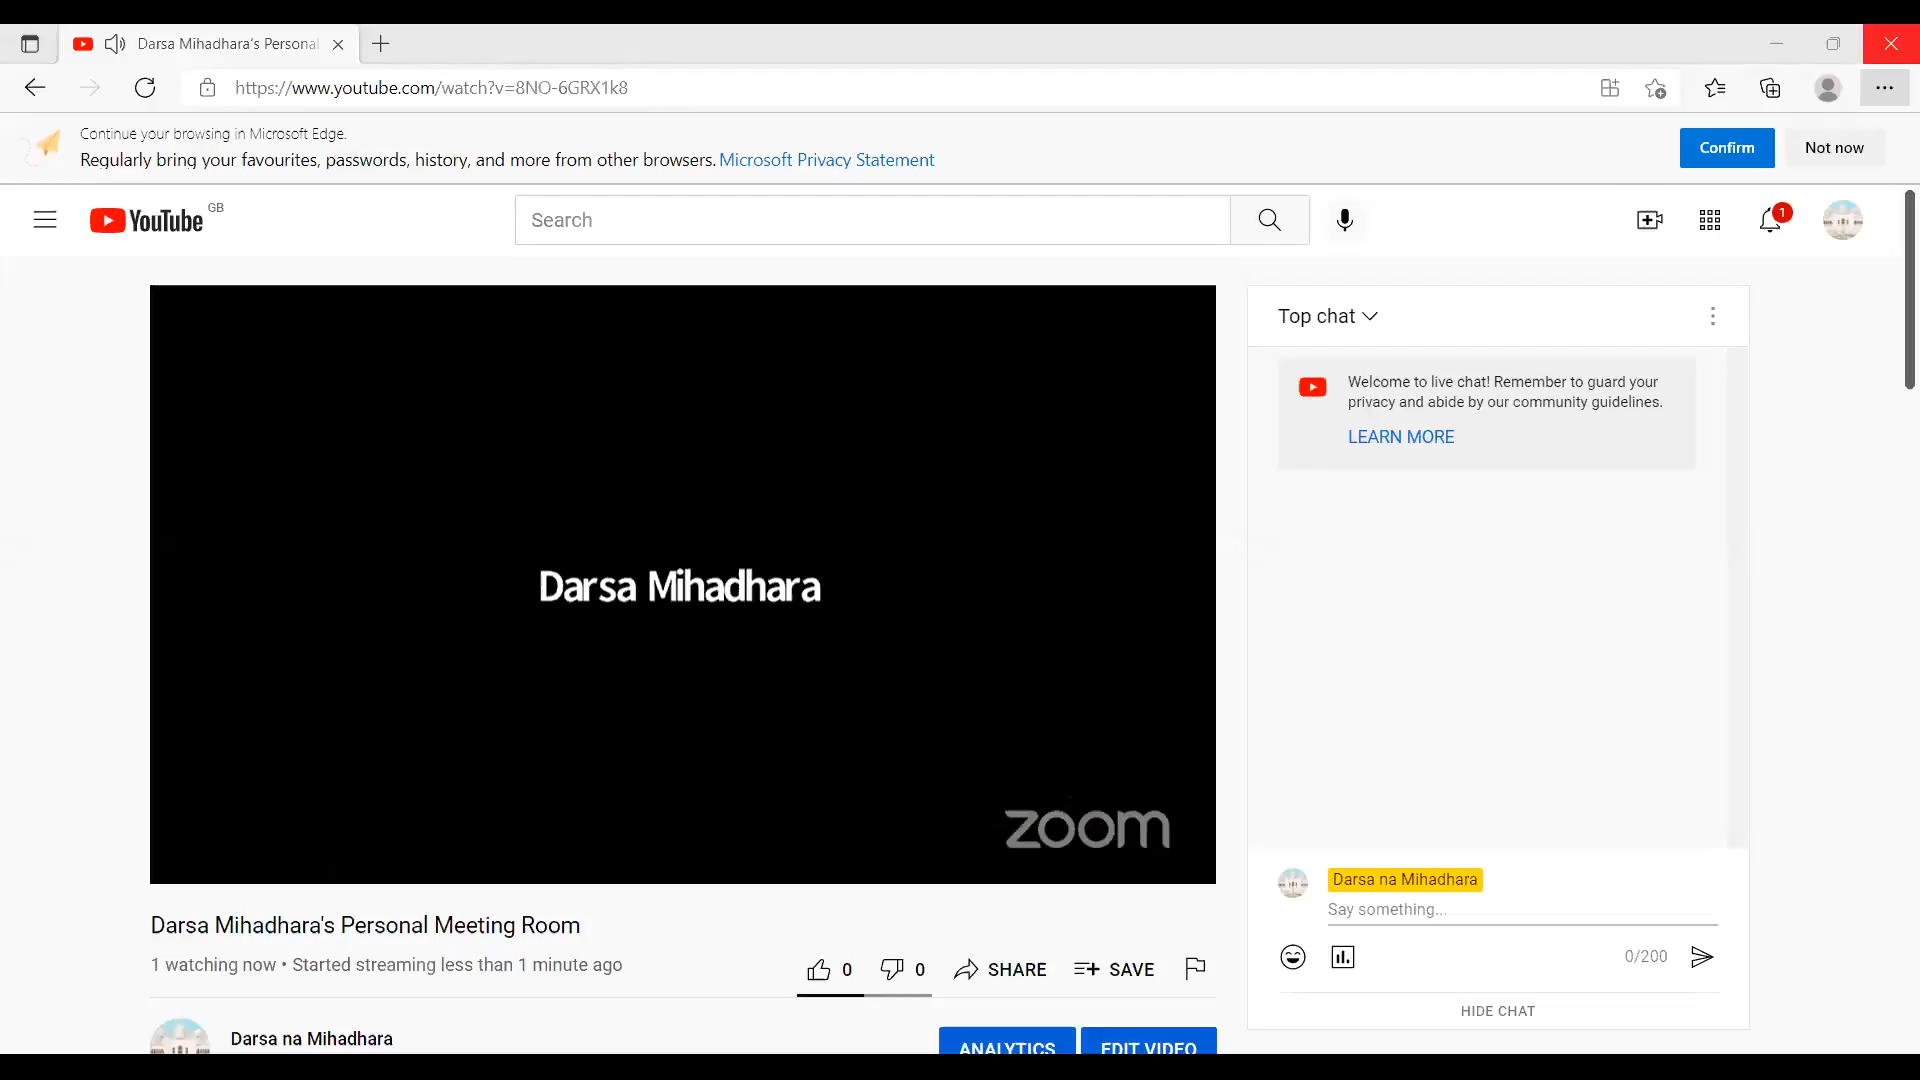 Darsa Mihadhara's Personal
https://www.youtube.com/watch?v=8NO-6GRX1k8
Continue your browsing in Microsoft Edge.
Regularly bring your favourites, passwords, history, and more from other browsers. Microsoft Privacy Statement
Confirm
Not now
YouTube GB
Search
1
Darsa Mihadhara
zoom
Top chat
Welcome to live chat! Remember to guard your
privacy and abide by our community guidelines.
LEARN MORE
Darsa na Mihadhara
Say something...
0/200
HIDE CHAT
Darsa Mihadhara's Personal Meeting Room
1 watching now • Started streaming less than 1 minute ago
0
0
SHARE
SAVE
Darsa na Mihadhara
ANALYTICS
EDIT VIDEO